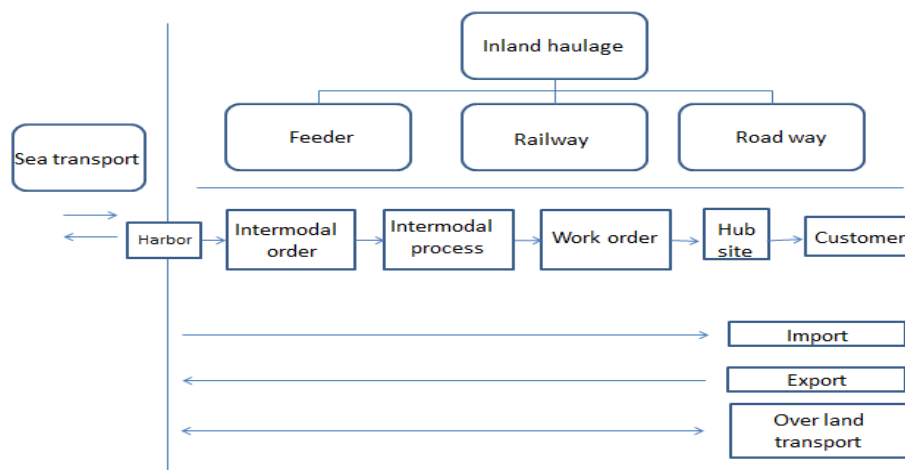 Inland haulage
Feeder
Railway
Road way
Sea transport
Harbor
Intermodal
order
Intermodal
process
Work order
Hub
site
Customer
Import
Export
Over land
transport